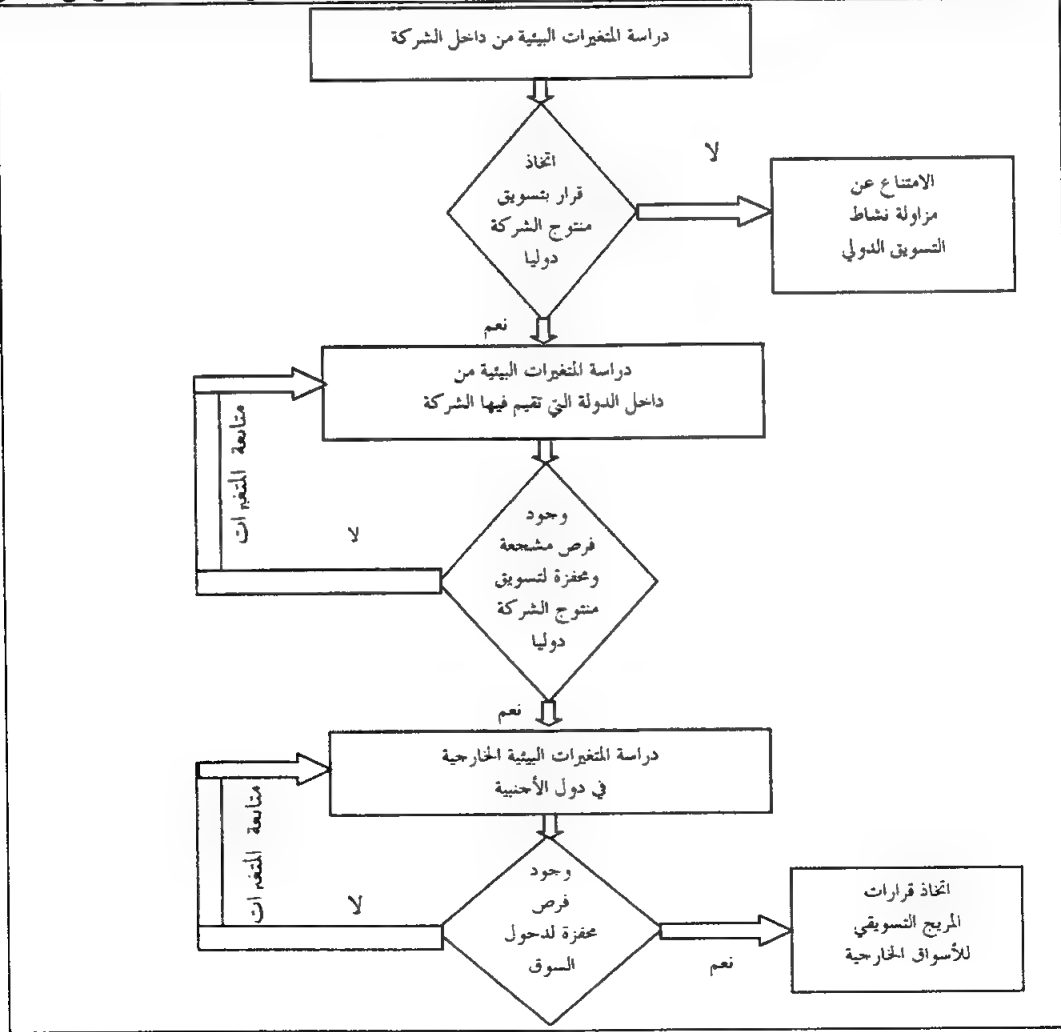 دراسة المتغيرات البيئية من داخل الشركة
اتخاذ
قرار بتسويق
منتوج الشركة
دوليا
لا
الامتناع عن
مزاولة نشاط
التسويق الدولي
نعم
دراسة المتغيرات البيئية من
داخل الدولة التي تقيم فيها الشركة
متابعة المتغيرات
لا
وجود
فرص مشجعة
ومحفزة لتسويق
منتوج الشركة
دوليا
نعم
دراسة المتغيرات البيئية الخارجية
في دول الأجنبية
متابعة المتغيرات
لا
وجود
فرص
محفزة لدخول
السوق
نعم
اتخاذ قرارات
المزيج التسويقي
للأسواق الخارجية